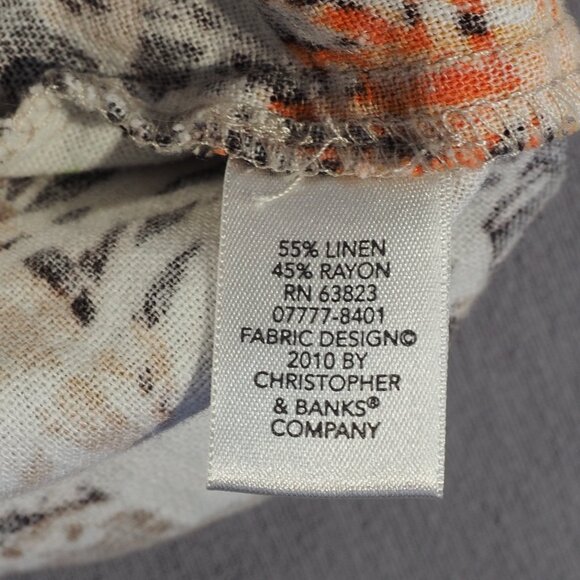 55% LINEN
45% RAYON
RN 63823
07777-8401
FABRIC DESIGN©
2010 BY
CHRISTOPHER
& BANKS®
COMPANY